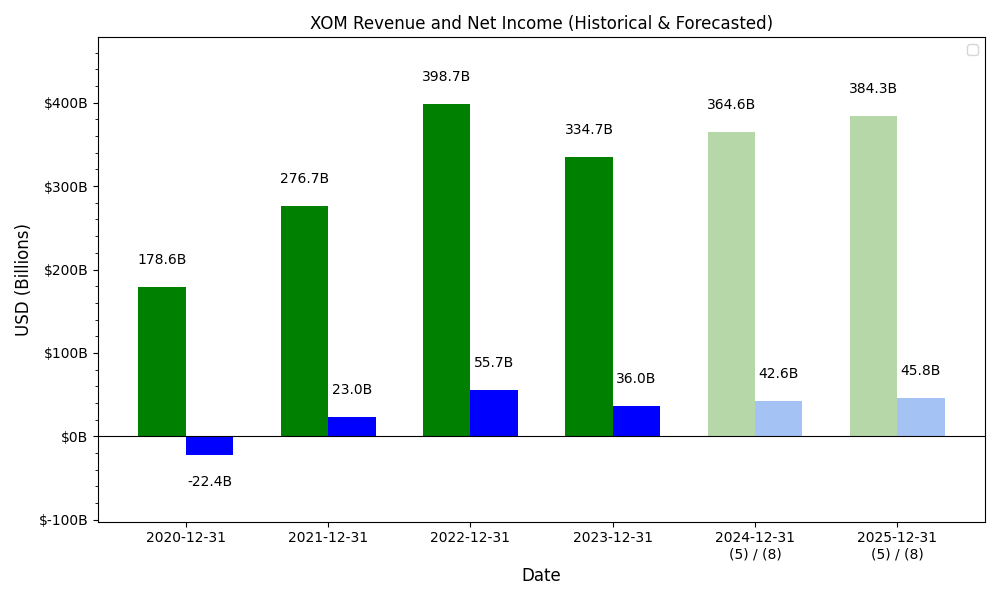 XOM Revenue and Net Income (Historical & Forecasted)
USD (Billions)
$400B
$300B
$200B
$100B
$0B
$-100B
178.6B
-22.4B
276.7B
23.0B
398.7B
55.7B
334.7B
36.0B
364.6B
42.6B
384.3B
45.8B
2020-12-31
2021-12-31
2022-12-31
2023-12-31
2024-12-31
(5) / (8)
2025-12-31
(5) / (8)
Date